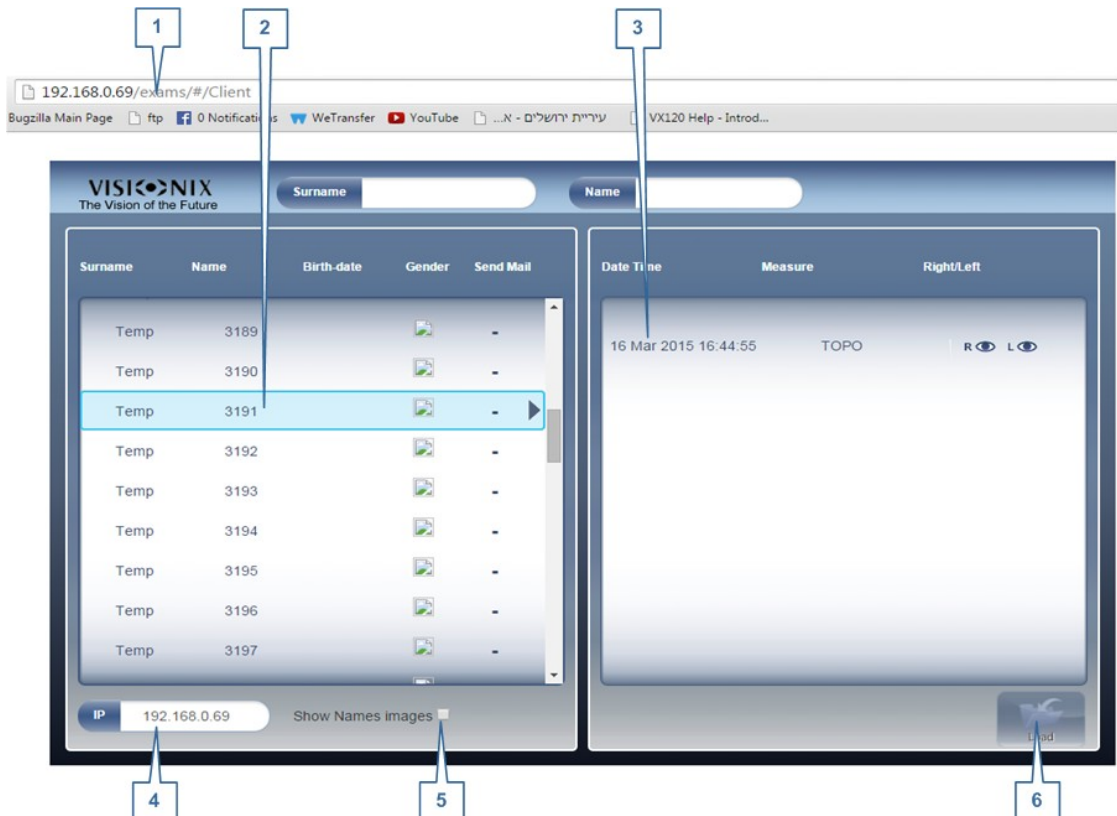 1 2 3
192.168.0.69/exams/#/Client
Bugzilla Main Page ftp 0 Notifications WeTransfer YouTube עיריית ירושלים - א... VX120 Help - Introd...
VISIONIX Surname Name
The Vision of the Future
Surname Name Birth-date Gender Send Mail Date Time Measure Right/Left
Temp 3189 -
16 Mar 2015 16:44:55 TOPO R L
Temp 3190 -
Temp 3191 -
Temp 3192 -
Temp 3193 -
Temp 3194 -
Temp 3195 -
Temp 3196 -
Temp 3197 -
IP 192.168.0.69 Show Names images
Load
4 5 6